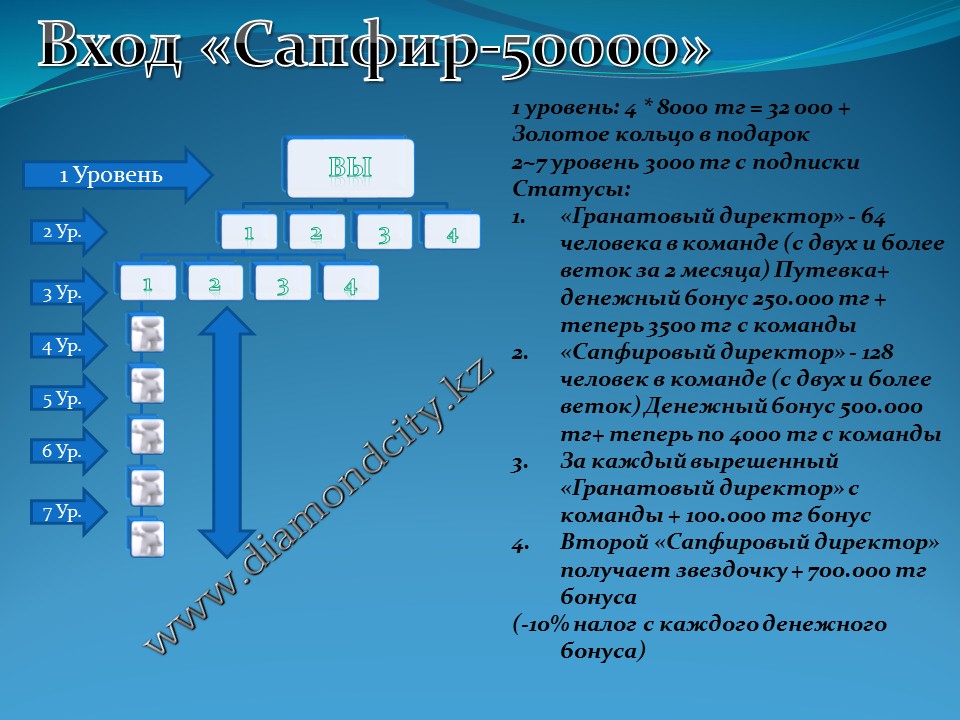 Вход «Сапфир-50000»
1 Уровень
ВЫ
2 Ур.
1 2 3 4
3 Ур.
1 2 3 4
4 Ур.
5 Ур.
6 Ур.
7 Ур.
www.diamondcity.kz
1 уровень: 4 * 8000 тг = 32 000 +
Золотое кольцо в подарок
2~7 уровень 3000 тг с подписки
Статусы:
1. «Гранатовый директор» - 64
человека в команде (с двух и более
веток за 2 месяца) Путевка+
денежный бонус 250.000 тг +
теперь 3500 тг с команды
2. «Сапфировый директор» - 128
человек в команде (с двух и более
веток) Денежный бонус 500.000
тг+ теперь по 4000 тг с команды
3. За каждый вырешенный
«Гранатовый директор» с
команды + 100.000 тг бонус
4. Второй «Сапфировый директор»
получает звездочку + 700.000 тг
бонуса
(-10% налог с каждого денежного
бонуса)